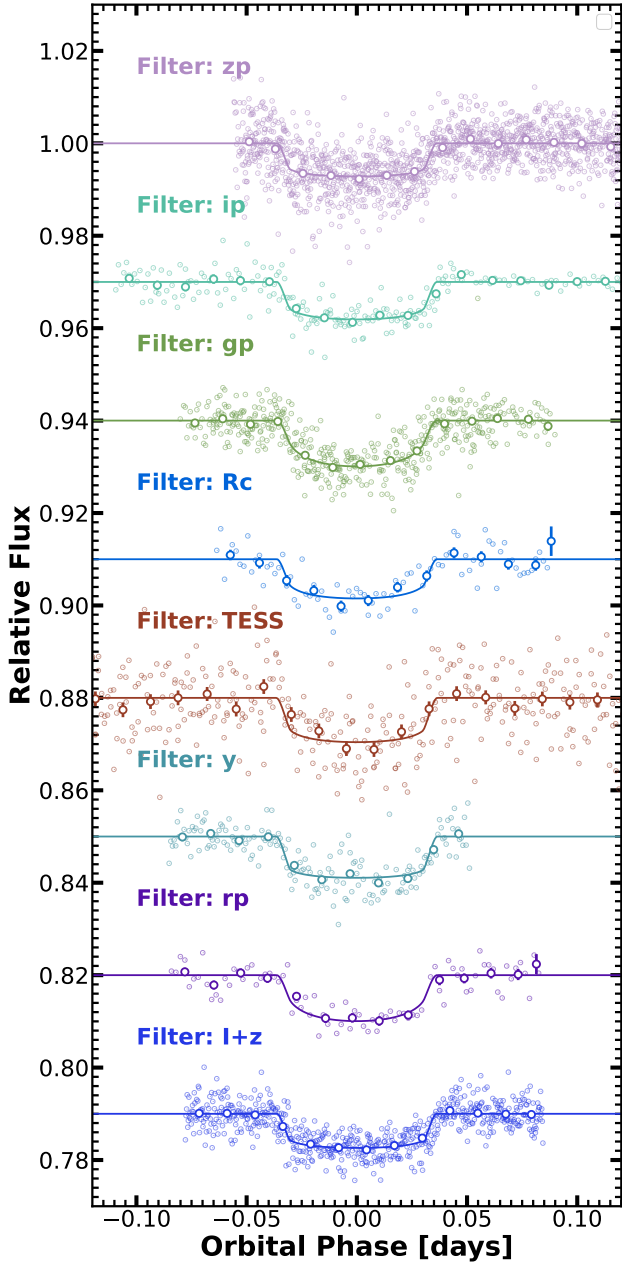 1.02
Filter: zp
1.00
Filter: ip
0.98
0.96
Filter: gp
0.94
Filter: Rc
0.92
0.90
Filter: TESS
0.88
Filter: y
0.86
0.84
Filter: rp
0.82
0.80
Filter: I+z
0.78
Relative Flux
−0.10 −0.05 0.00 0.05 0.10
Orbital Phase [days]